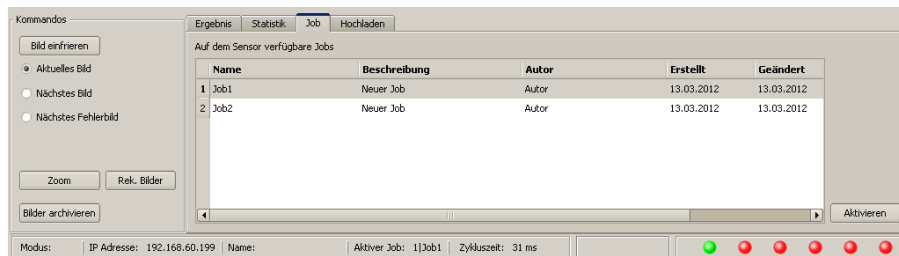 Kommandos
Bild einfrieren
Aktuelles Bild
Nächstes Bild
Nächstes Fehlerbild
Zoom Rek. Bilder
Bilder archivieren
Ergebnis Statistik Job Hochladen
Auf dem Sensor verfügbare Jobs
Name Beschreibung Autor Erstellt Geändert
1 Job1 Neuer Job Autor 13.03.2012 13.03.2012
2 Job2 Neuer Job Autor 13.03.2012 13.03.2012
Aktivieren
Modus: IP Adresse: 192.168.60.199 Name: Aktiver Job: 1|Job1 Zykluszeit: 31 ms